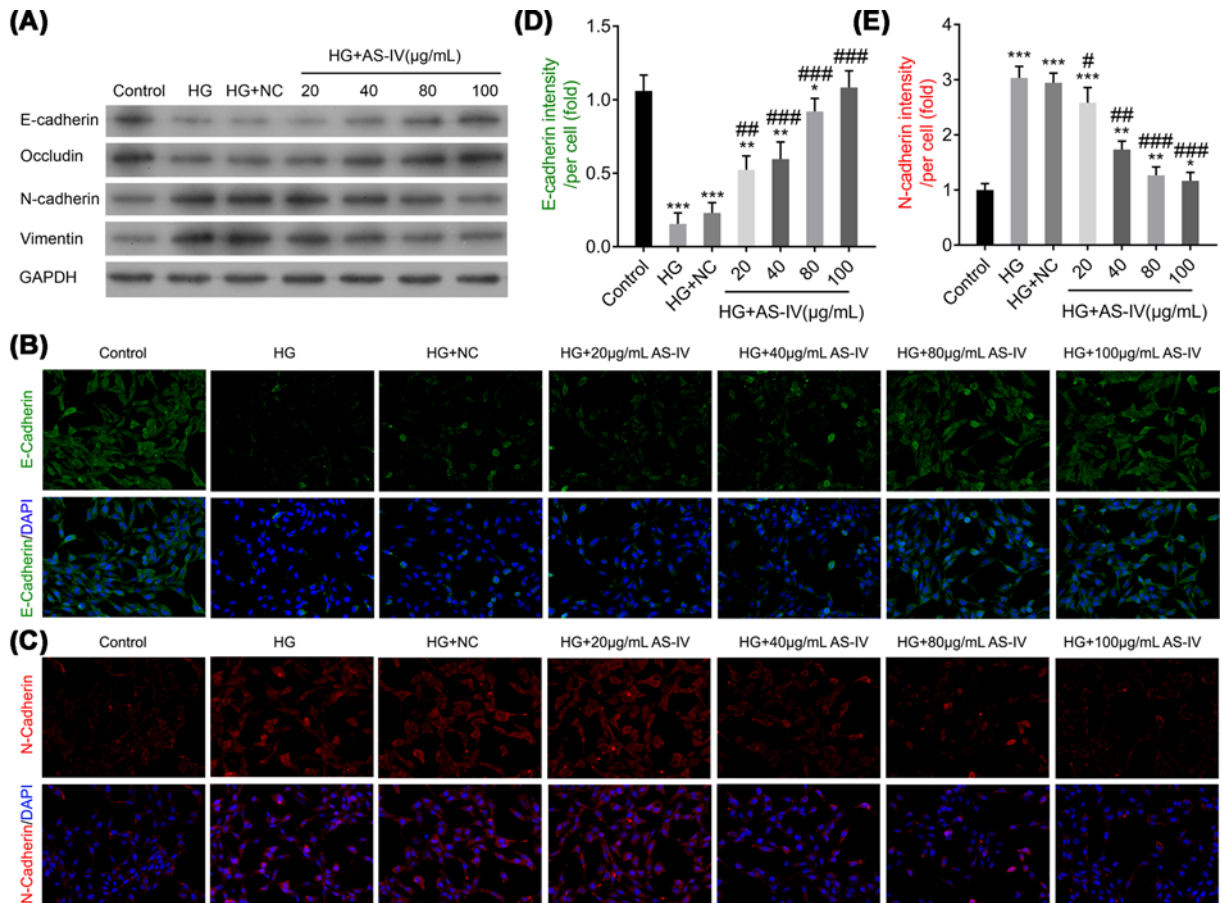 (A)
HG+AS-IV(µg/mL)
Control HG HG+NC 20 40 80 100
E-cadherin
Occludin
N-cadherin
Vimentin
GAPDH
(D)
E-cadherin intensity
/per cell (fold)
1.5
1.0
0.5
0.0
***
***
##
**
###
**
###
*
###
Control
HG
HG+NC
20
40
80
100
HG+AS-IV(µg/mL)
(E)
N-cadherin intensity
/per cell (fold)
4
3
2
1
0
***
***
#
***
##
**
###
**
###
*
Control
HG
HG+NC
20
40
80
100
HG+AS-IV(µg/mL)
(B)
Control HG HG+NC HG+20µg/mL AS-IV HG+40µg/mL AS-IV HG+80µg/mL AS-IV HG+100µg/mL AS-IV
E-Cadherin
E-Cadherin/DAPI
(C)
Control HG HG+NC HG+20µg/mL AS-IV HG+40µg/mL AS-IV HG+80µg/mL AS-IV HG+100µg/mL AS-IV
N-Cadherin
N-Cadherin/DAPI